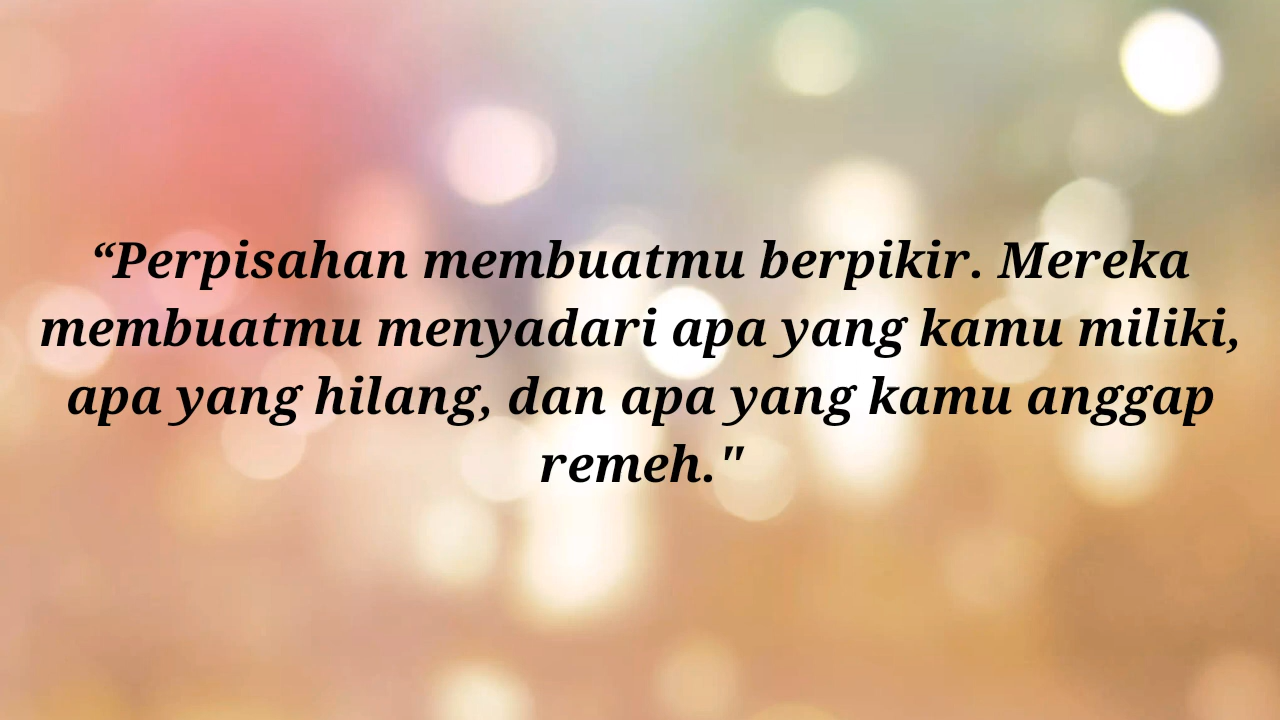 “Perpisahan membuatmu berpikir. Mereka
membuatmu menyadari apa yang kamu miliki,
apa yang hilang, dan apa yang kamu anggap
remeh."